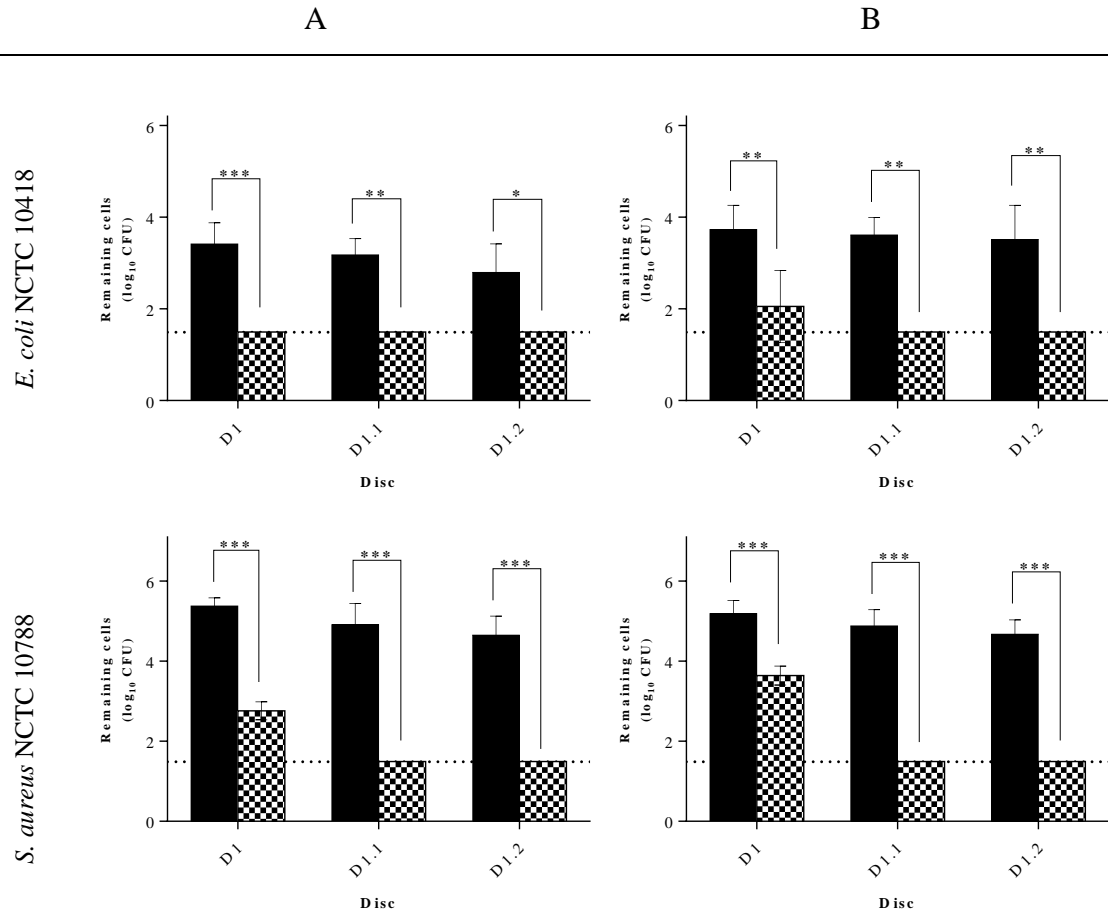 A B
E. coli NCTC 10418
Remaining cells
(log10 CFU)
6
4
2
0
***
**
*
D1
D1.1
D1.2
Disc
Remaining cells
(log10 CFU)
6
4
2
0
**
**
**
D1
D1.1
D1.2
Disc
S. aureus NCTC 10788
Remaining cells
(log10 CFU)
6
4
2
0
***
***
***
D1
D1.1
D1.2
Disc
Remaining cells
(log10 CFU)
6
4
2
0
***
***
***
D1
D1.1
D1.2
Disc